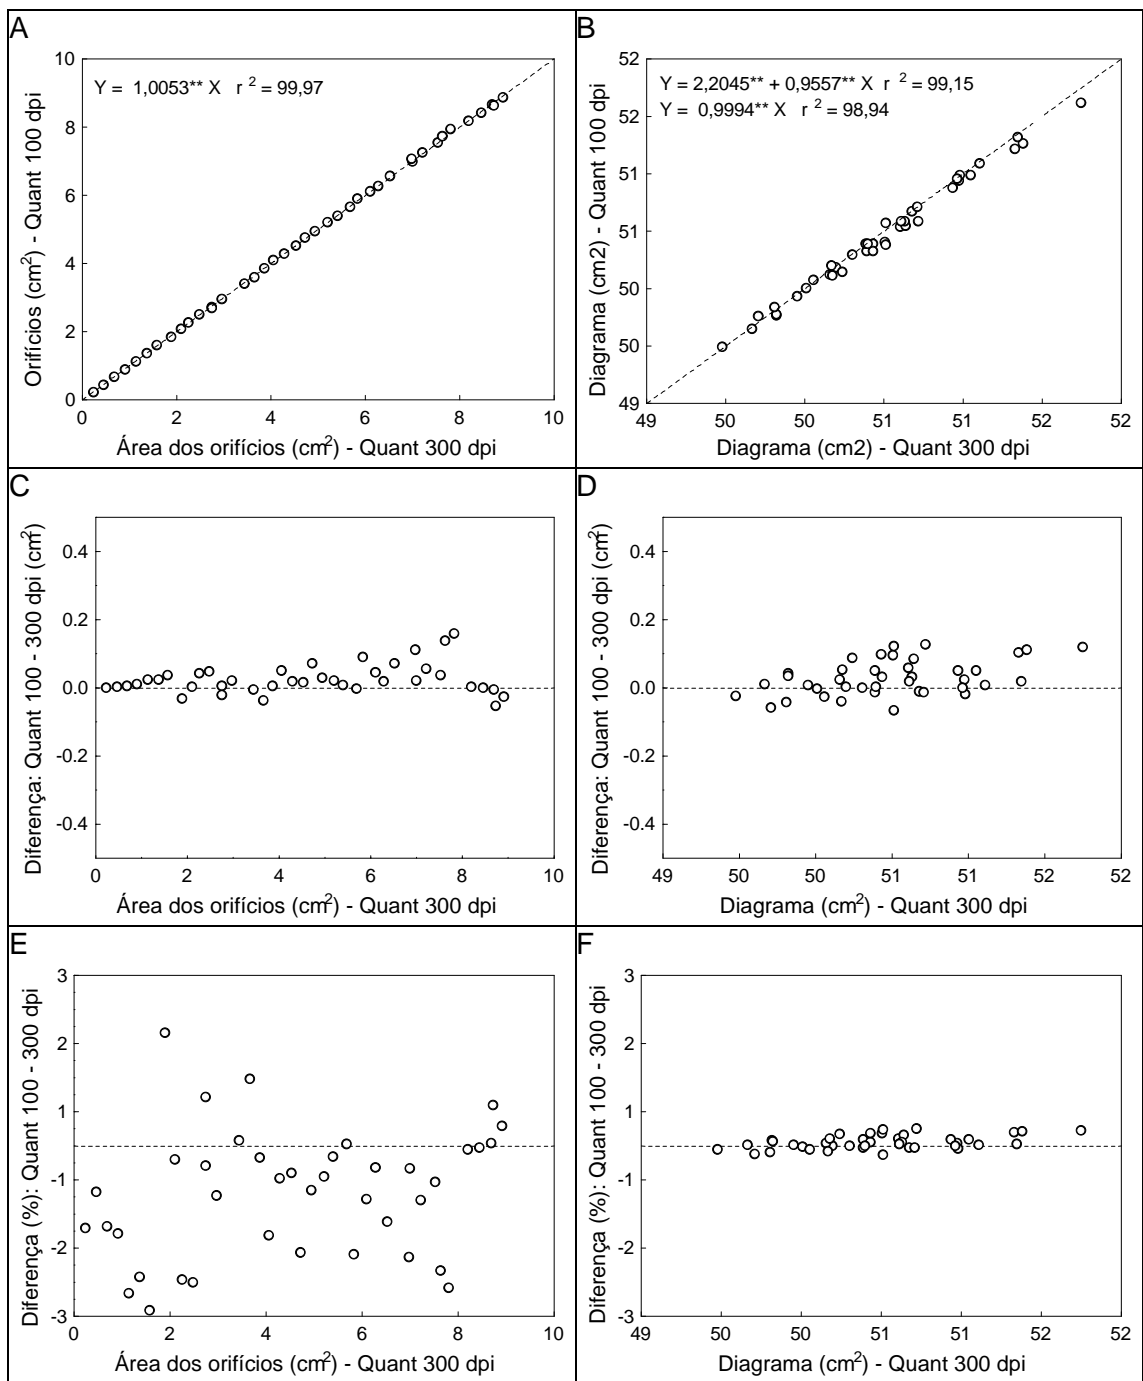 A
Orifícios (cm²) - Quant 100 dpi
10
8
6
4
2
0
Y = 1,0053** X r ² = 99,97
0 2 4 6 8 10
Área dos orifícios (cm²) - Quant 300 dpi
B
Diagrama (cm2) - Quant 100 dpi
52
52
51
51
50
50
49
Y = 2,2045** + 0,9557** X r ² = 99,15
Y = 0,9994** X r ² = 98,94
49 50 50 51 51 52 52
Diagrama (cm2) - Quant 300 dpi
C
Diferença: Quant 100 - 300 dpi (cm²)
0.4
0.2
0.0
-0.2
-0.4
0 2 4 6 8 10
Área dos orifícios (cm²) - Quant 300 dpi
D
Diferença: Quant 100 - 300 dpi (cm²)
0.4
0.2
0.0
-0.2
-0.4
49 50 50 51 51 52 52
Diagrama (cm²) - Quant 300 dpi
E
Diferença (%): Quant 100 - 300 dpi
3
2
1
-1
-2
-3
0 2 4 6 8 10
Área dos orifícios (cm²) - Quant 300 dpi
F
Diferença (%): Quant 100 - 300 dpi
3
2
1
-1
-2
-3
49 50 50 51 51 52 52
Diagrama (cm²) - Quant 300 dpi